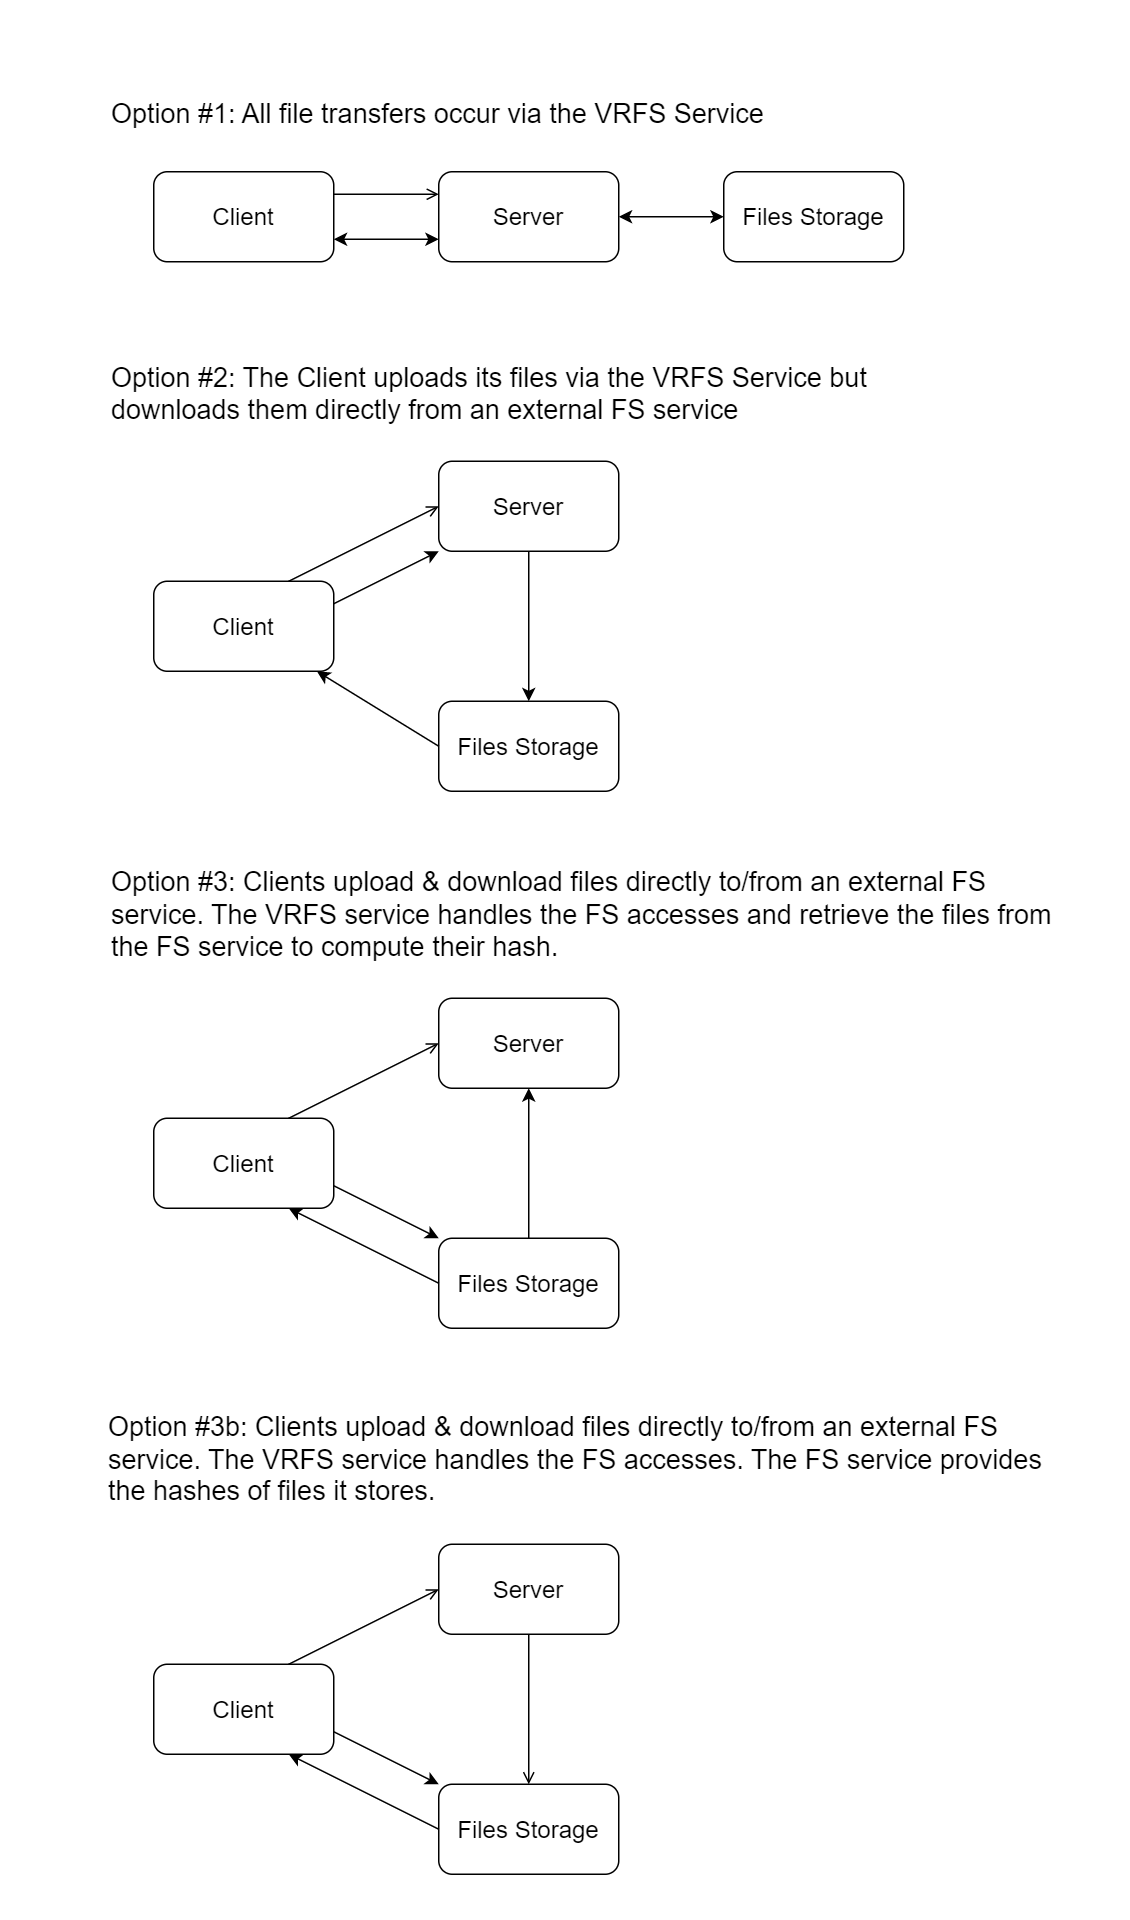 Option #1: All file transfers occur via the VRFS Service
Client
Server
Files Storage
Option #2: The Client uploads its files via the VRFS Service but
downloads them directly from an external FS service
Server
Client
Files Storage
Option #3: Clients upload & download files directly to/from an external FS
service. The VRFS service handles the FS accesses and retrieve the files from
the FS service to compute their hash.
Server
Client
Files Storage
Option #3b: Clients upload & download files directly to/from an external FS
service. The VRFS service handles the FS accesses. The FS service provides
the hashes of files it stores.
Server
Client
Files Storage